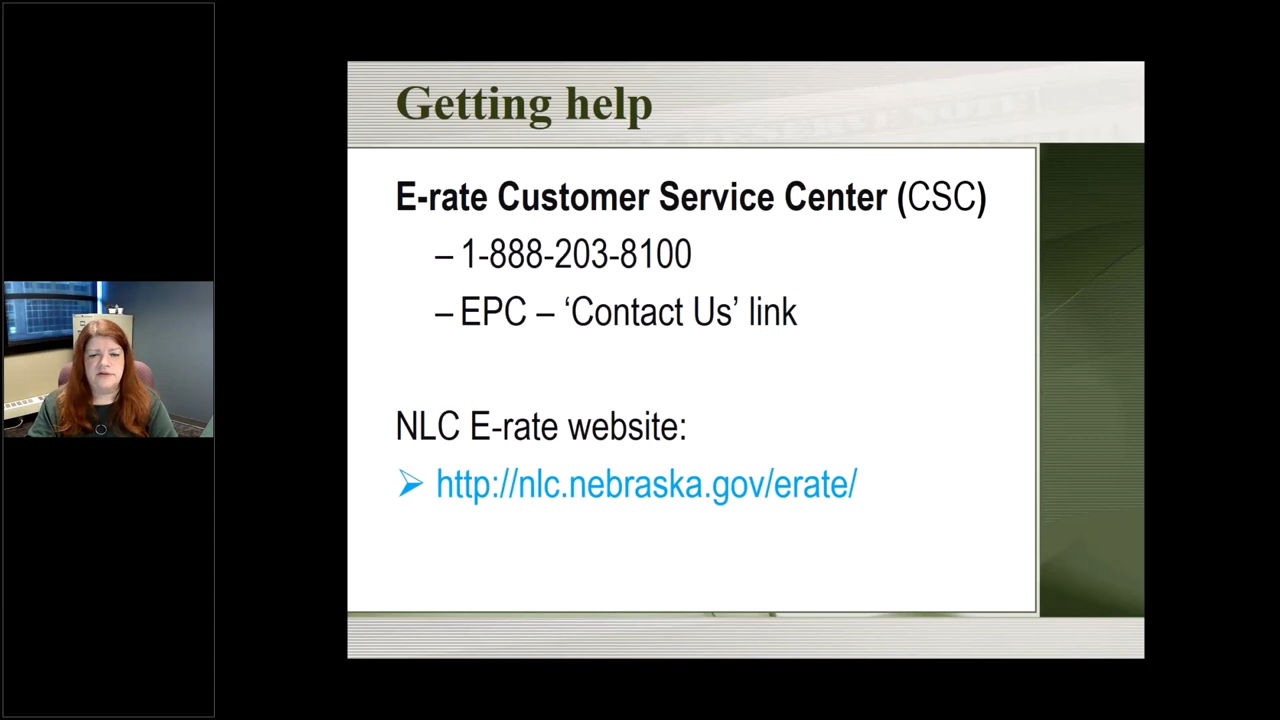 Getting help
E-rate Customer Service Center (CSC)
– 1-888-203-8100
– EPC – ‘Contact Us’ link
NLC E-rate website:
http://nlc.nebraska.gov/erate/